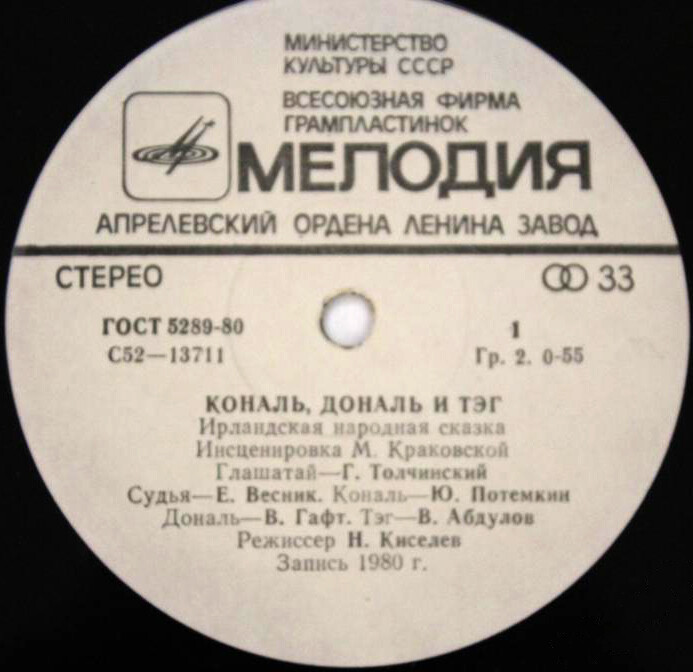 МИНИСТЕРСТВО
КУЛЬТУРЫ СССР
ВСЕСОЮЗНАЯ ФИРМА
ГРАМПЛАСТИНОК
МЕЛОДИЯ
АПРЕЛЕВСКИЙ ОРДЕНА ЛЕНИНА ЗАВОД
СТЕРЕО 33
ГОСТ 5289-80 1
С52—13711 Гр. 2. 0-55
КОНАЛЬ, ДОНАЛЬ И ТЭГ
Ирландская народная сказка
Инсценировка М. Краковской
Глашатай—Г. Толчинский
Судья—Е. Весник. Кональ—Ю. Потемкин
Дональ—В. Гафт. Тэг—В. Абдулов
Режиссер Н. Киселев
Запись 1980 г.